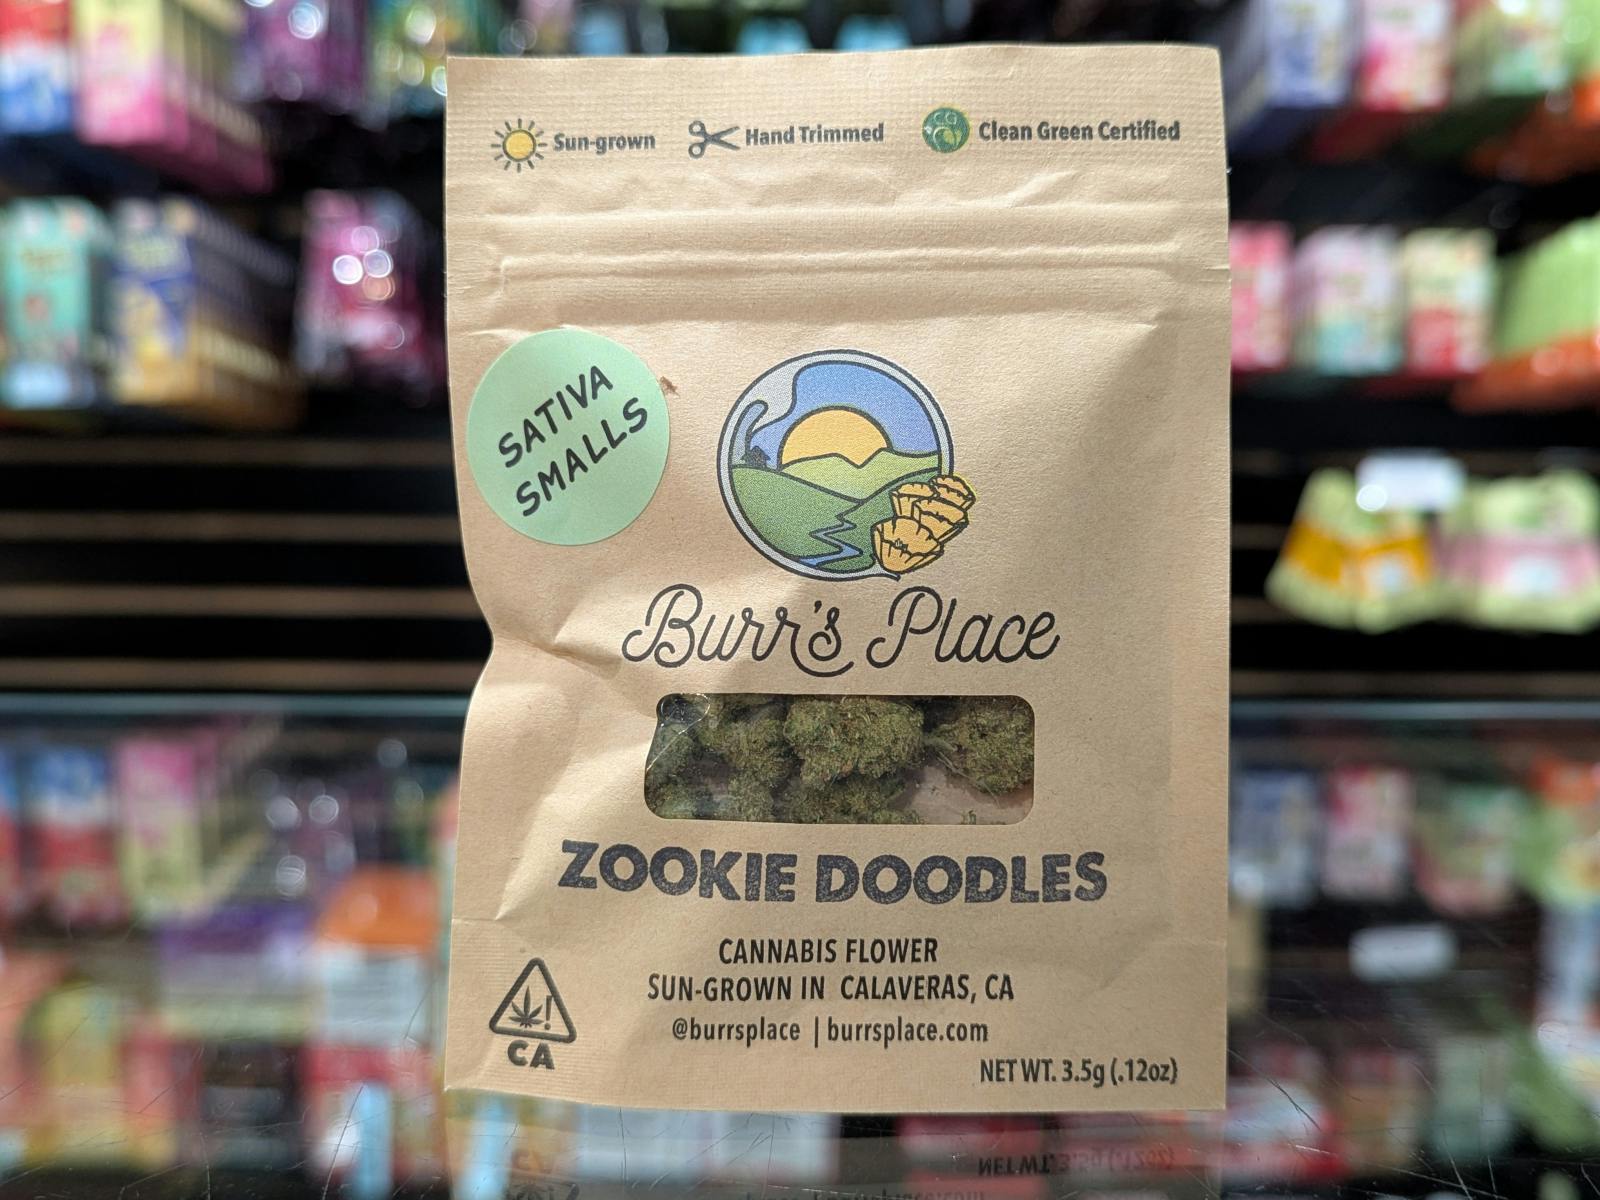 Sun-grown
Hand Trimmed
Clean Green Certified
SATIVA
SMALLS
Burr's Place
ZOOKIE DOODLES
CANNABIS FLOWER
SUN-GROWN IN CALAVERAS, CA
@burrsplace | burrsplace.com
CA
NET WT. 3.5g (.12oz)